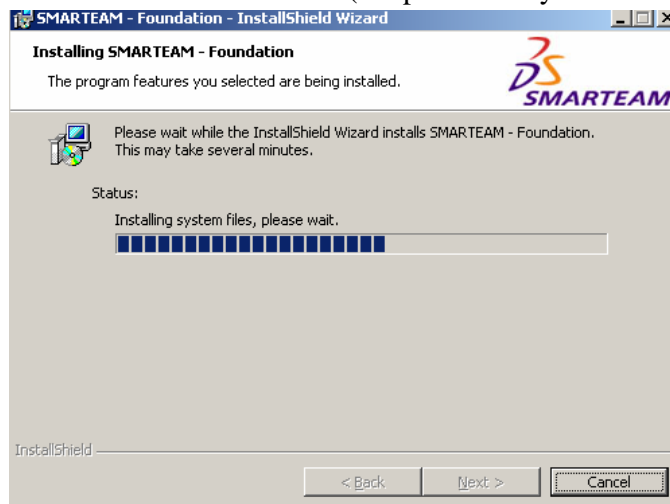 SMARTEAM - Foundation - InstallShield Wizard
Installing SMARTEAM - Foundation
The program features you selected are being installed.
SMARTEAM
Please wait while the InstallShield Wizard installs SMARTEAM - Foundation.
This may take several minutes.
Status:
Installing system files, please wait.
InstallShield
< Back
Next >
Cancel